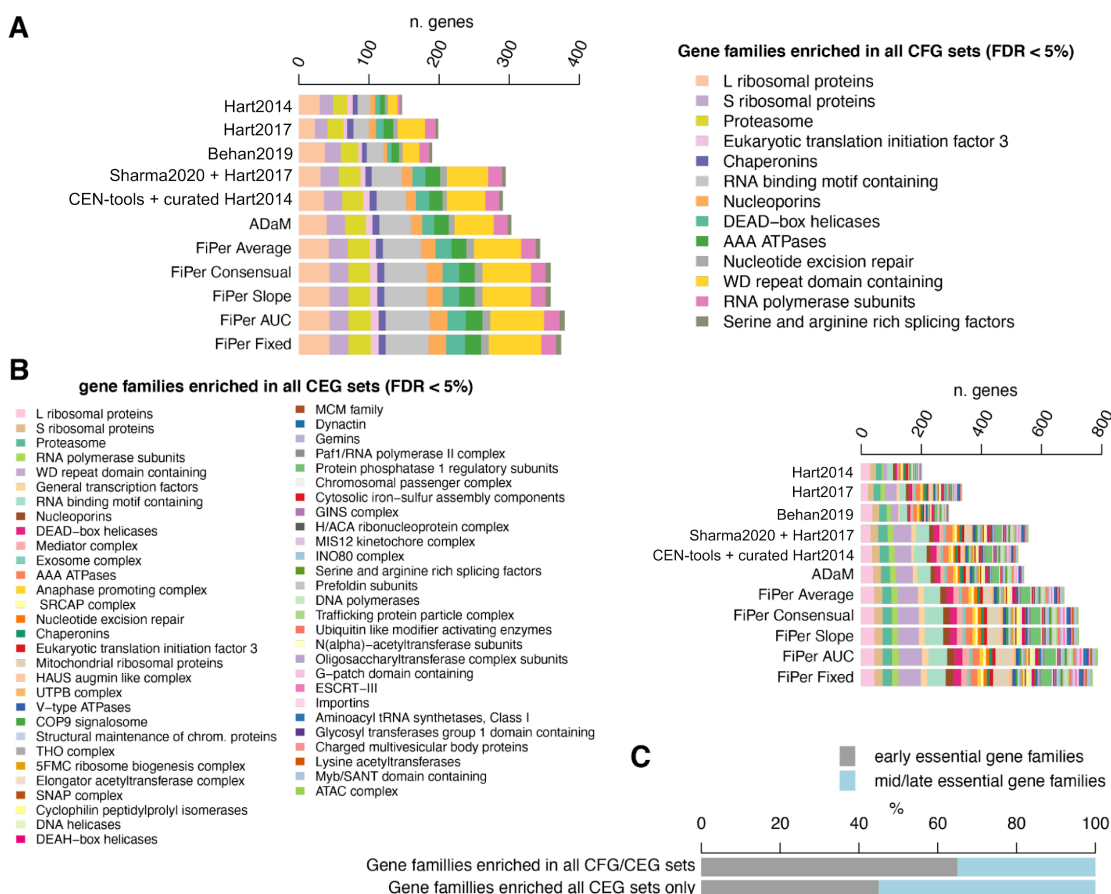 A
n. genes
0 100 200 300 400
Hart2014
Hart2017
Behan2019
Sharma2020 + Hart2017
CEN-tools + curated Hart2014
ADaM
FiPer Average
FiPer Consensual
FiPer Slope
FiPer AUC
FiPer Fixed
Gene families enriched in all CFG sets (FDR < 5%)
L ribosomal proteins
S ribosomal proteins
Proteasome
Eukaryotic translation initiation factor 3
Chaperonins
RNA binding motif containing
Nucleoporins
DEAD−box helicases
AAA ATPases
Nucleotide excision repair
WD repeat domain containing
RNA polymerase subunits
Serine and arginine rich splicing factors
B
gene families enriched in all CEG sets (FDR < 5%)
L ribosomal proteins
S ribosomal proteins
Proteasome
RNA polymerase subunits
WD repeat domain containing
General transcription factors
RNA binding motif containing
Nucleoporins
DEAD−box helicases
Mediator complex
Exosome complex
AAA ATPases
Anaphase promoting complex
SRCAP complex
Nucleotide excision repair
Chaperonins
Eukaryotic translation initiation factor 3
Mitochondrial ribosomal proteins
HAUS augmin like complex
UTPB complex
V−type ATPases
COP9 signalosome
Structural maintenance of chrom. proteins
THO complex
5FMC ribosome biogenesis complex
Elongator acetyltransferase complex
SNAP complex
Cyclophilin peptidylprolyl isomerases
DNA helicases
DEAH−box helicases
MCM family
Dynactin
Gemins
Paf1/RNA polymerase II complex
Protein phosphatase 1 regulatory subunits
Chromosomal passenger complex
Cytosolic iron−sulfur assembly components
GINS complex
H/ACA ribonucleoprotein complex
MIS12 kinetochore complex
INO80 complex
Serine and arginine rich splicing factors
Prefoldin subunits
DNA polymerases
Trafficking protein particle complex
Ubiquitin like modifier activating enzymes
N(alpha)−acetyltransferase subunits
Oligosaccharyltransferase complex subunits
G−patch domain containing
ESCRT−III
Importins
Aminoacyl tRNA synthetases, Class I
Glycosyl transferases group 1 domain containing
Charged multivesicular body proteins
Lysine acetyltransferases
Myb/SANT domain containing
ATAC complex
n. genes
0 200 400 600 800
Hart2014
Hart2017
Behan2019
Sharma2020 + Hart2017
CEN-tools + curated Hart2014
ADaM
FiPer Average
FiPer Consensual
FiPer Slope
FiPer AUC
FiPer Fixed
C
early essential gene families
mid/late essential gene families
%
0 20 40 60 80 100
Gene familiies enriched in all CFG/CEG sets
Gene families enriched all CEG sets only